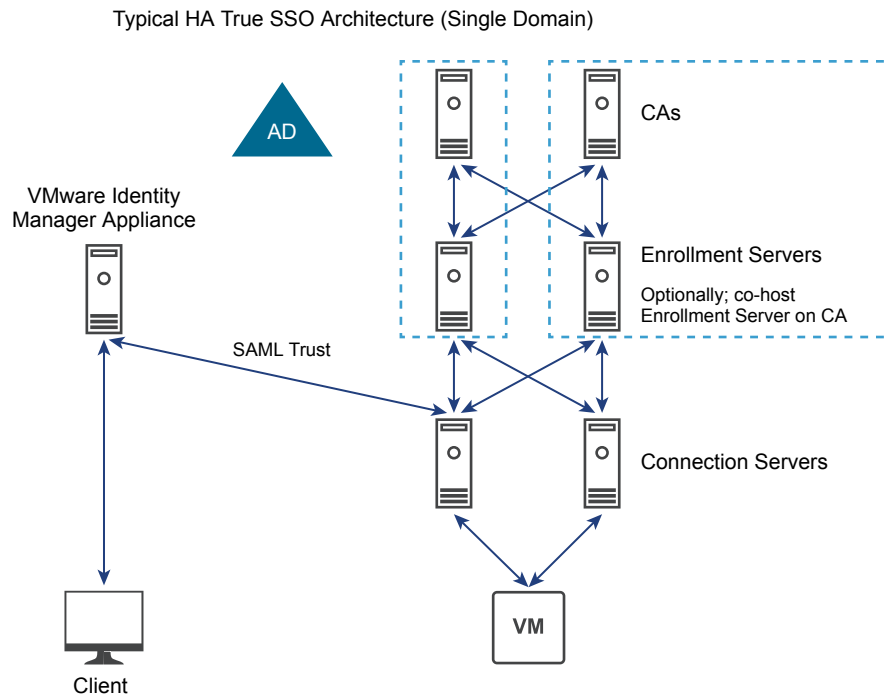 Typical HA True SSO Architecture (Single Domain)
AD
CAs
VMware Identity
Manager Appliance
Enrollment Servers
Optionally; co-host
Enrollment Server on CA
SAML Trust
Connection Servers
VM
Client